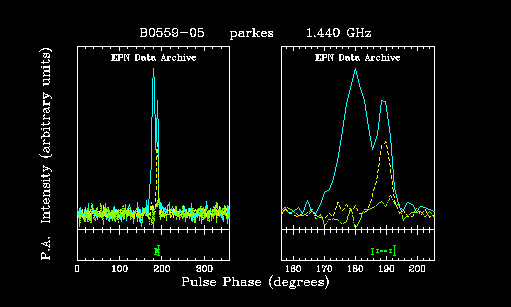 B0559−05 parkes 1.440 GHz
EPN Data Archive EPN Data Archive
P.A. Intensity (arbitrary units)
0 100 200 300 160 170 180 190 200
Pulse Phase (degrees)